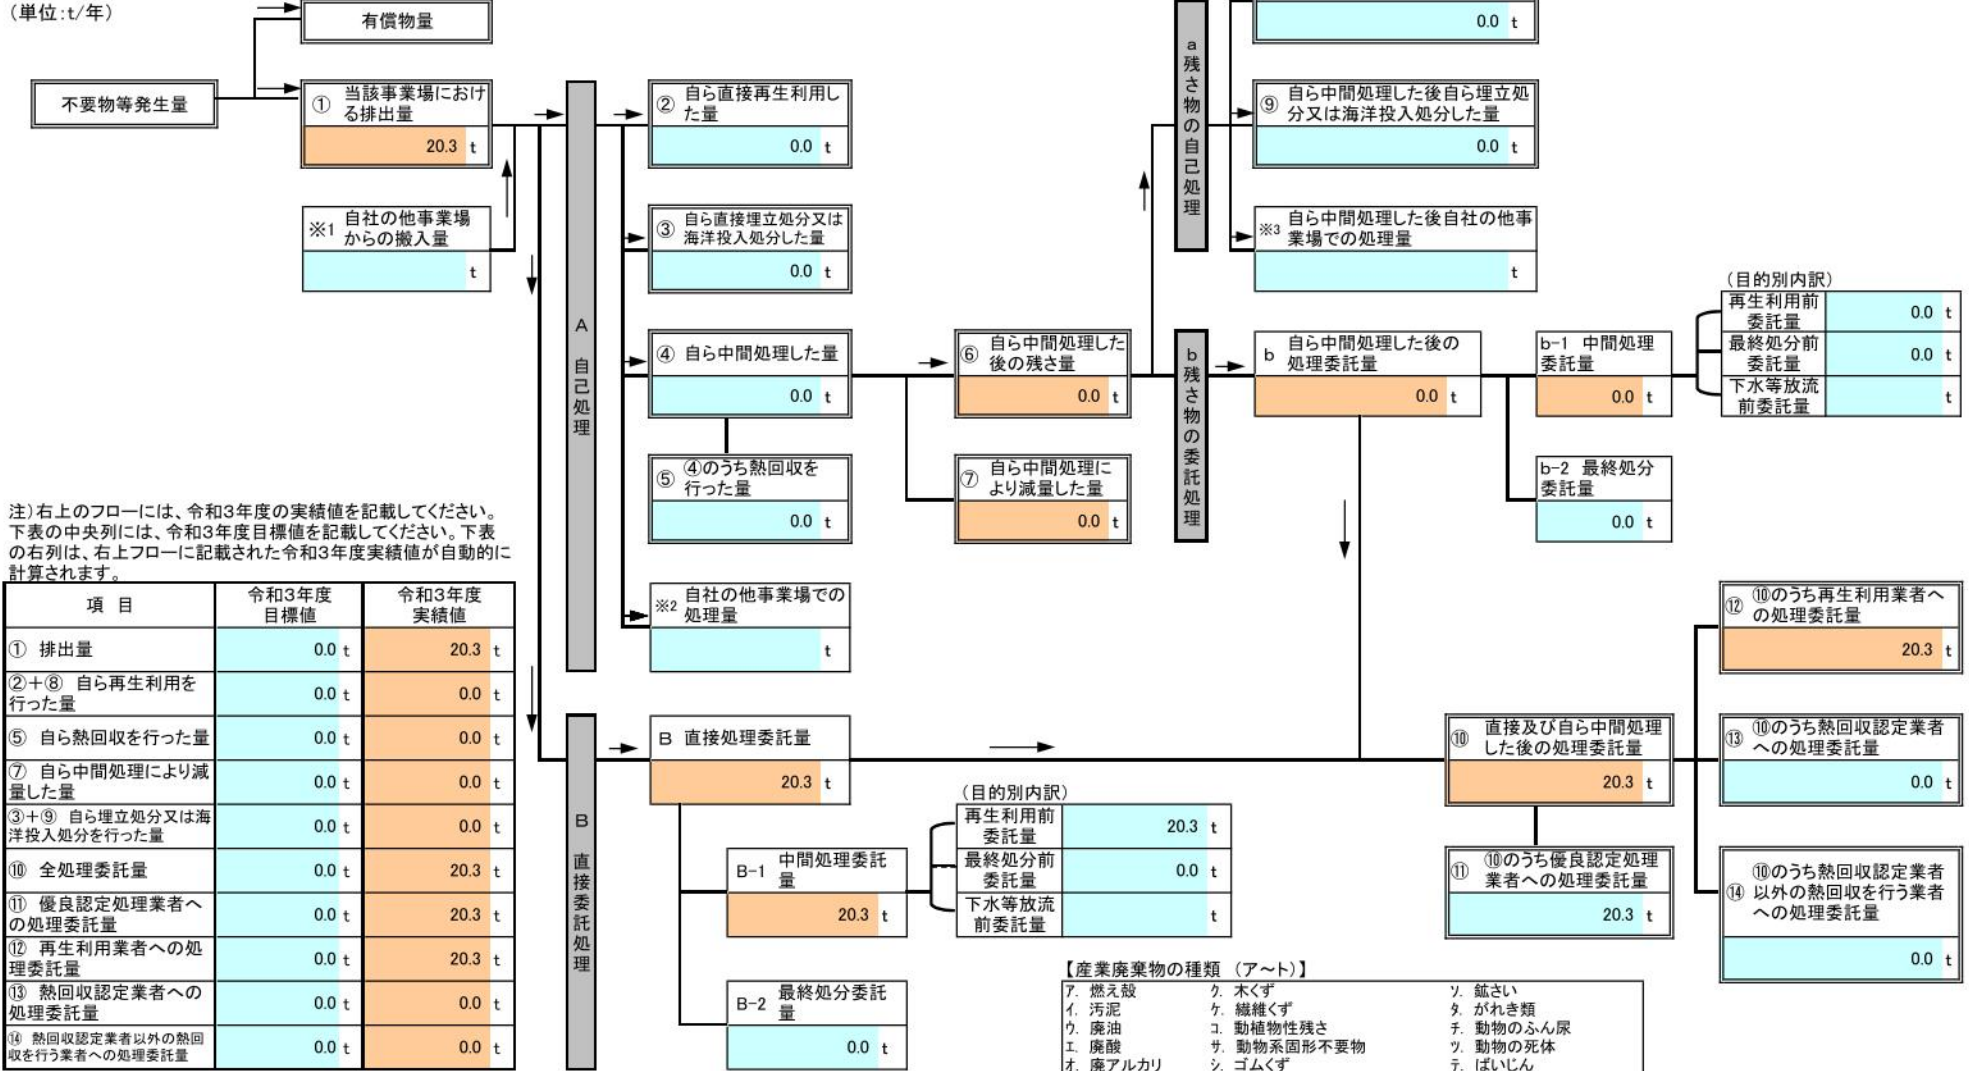 (単位:t/年)
有償物量
不要物等発生量
① 当該事業場におけ
る排出量
20.3 t
※1 自社の他事業場
からの搬入量
t
A 自己処理
② 自ら直接再生利用し
た量
0.0 t
③ 自ら直接埋立処分又は
海洋投入処分した量
0.0 t
④ 自ら中間処理した量
0.0 t
⑤ ④のうち熱回収を
行った量
0.0 t
※2 自社の他事業場での
処理量
t
⑥ 自ら中間処理した
後の残さ量
0.0 t
⑦ 自ら中間処理に
より減量した量
0.0 t
a残さ物の自己処理
0.0 t
⑨ 自ら中間処理した後自ら埋立処
分又は海洋投入処分した量
0.0 t
※3 自ら中間処理した後自社の他事
業場での処理量
t
b残さ物の委託処理
b 自ら中間処理した後の
処理委託量
0.0 t
b-1 中間処理
委託量
0.0 t
b-2 最終処分
委託量
0.0 t
(目的別内訳)
再生利用前
委託量
0.0 t
最終処分前
委託量
0.0 t
下水等放流
前委託量
t
注)右上のフローには、令和3年度の実績値を記載してください。
下表の中央列には、令和3年度目標値を記載してください。下表
の右列は、右上フローに記載された令和3年度実績値が自動的に
計算されます。
項 目
令和3年度
目標値
令和3年度
実績値
① 排出量 0.0 t 20.3 t
②+⑧ 自ら再生利用を
行った量
0.0 t 0.0 t
⑤ 自ら熱回収を行った量 0.0 t 0.0 t
⑦ 自ら中間処理により減
量した量
0.0 t 0.0 t
③+⑨ 自ら埋立処分又は海
洋投入処分を行った量
0.0 t 0.0 t
⑩ 全処理委託量 0.0 t 20.3 t
⑪ 優良認定処理業者へ
の処理委託量
0.0 t 20.3 t
⑫ 再生利用業者への処
理委託量
0.0 t 20.3 t
⑬ 熱回収認定業者への
処理委託量
0.0 t 0.0 t
⑭ 熱回収認定業者以外の熱回
収を行う業者への処理委託量
0.0 t 0.0 t
B 直接委託処理
B 直接処理委託量
20.3 t
B-1 中間処理委託
量
20.3 t
B-2 最終処分委託
量
0.0 t
(目的別内訳)
再生利用前
委託量
20.3 t
最終処分前
委託量
0.0 t
下水等放流
前委託量
t
⑩ 直接及び自ら中間処理
した後の処理委託量
20.3 t
⑪ ⑩のうち優良認定処理
業者への処理委託量
20.3 t
⑫ ⑩のうち再生利用業者へ
の処理委託量
20.3 t
⑬ ⑩のうち熱回収認定業者
への処理委託量
0.0 t
⑭ ⑩のうち熱回収認定業者
以外の熱回収を行う業者
への処理委託量
0.0 t
【産業廃棄物の種類 (ア~ト)】
ア. 燃え殻 ク. 木くず ソ. 鉱さい
イ. 汚泥 ケ. 繊維くず タ. がれき類
ウ. 廃油 コ. 動植物性残さ チ. 動物のふん尿
エ. 廃酸 サ. 動物系固形不要物 ツ. 動物の死体
オ. 廃アルカリ シ. ゴムくず テ. ばいじん